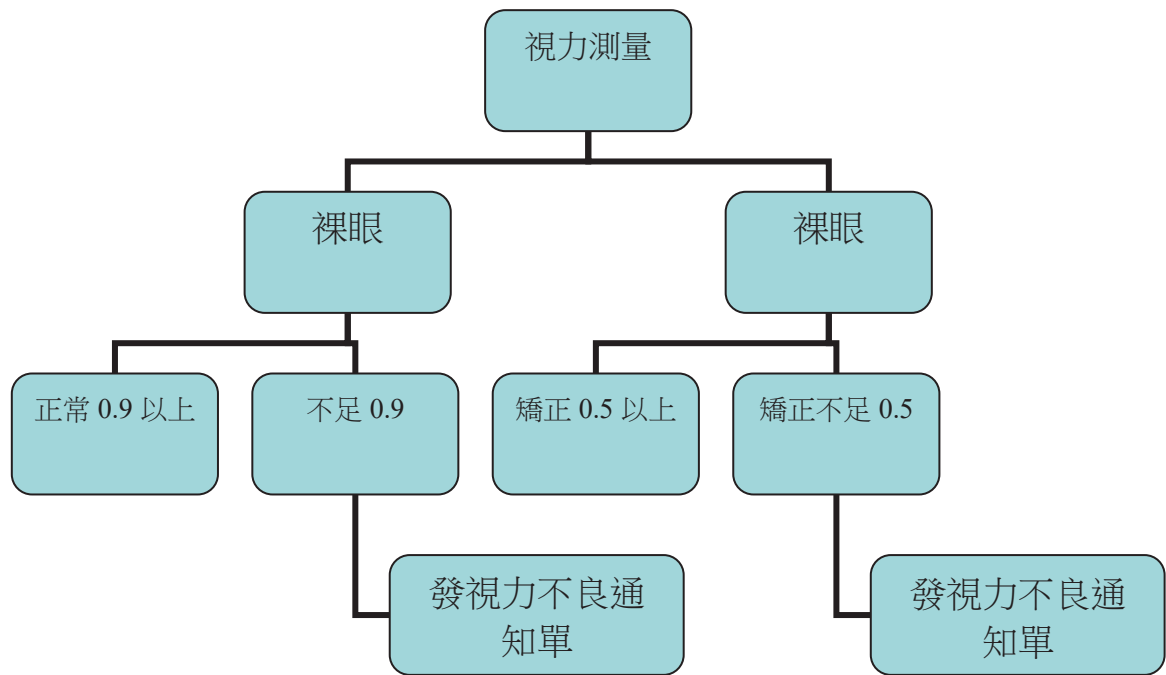 視力測量
裸眼
裸眼
正常 0.9 以上
不足 0.9
矯正 0.5 以上
矯正不足 0.5
發視力不良通
知單
發視力不良通
知單